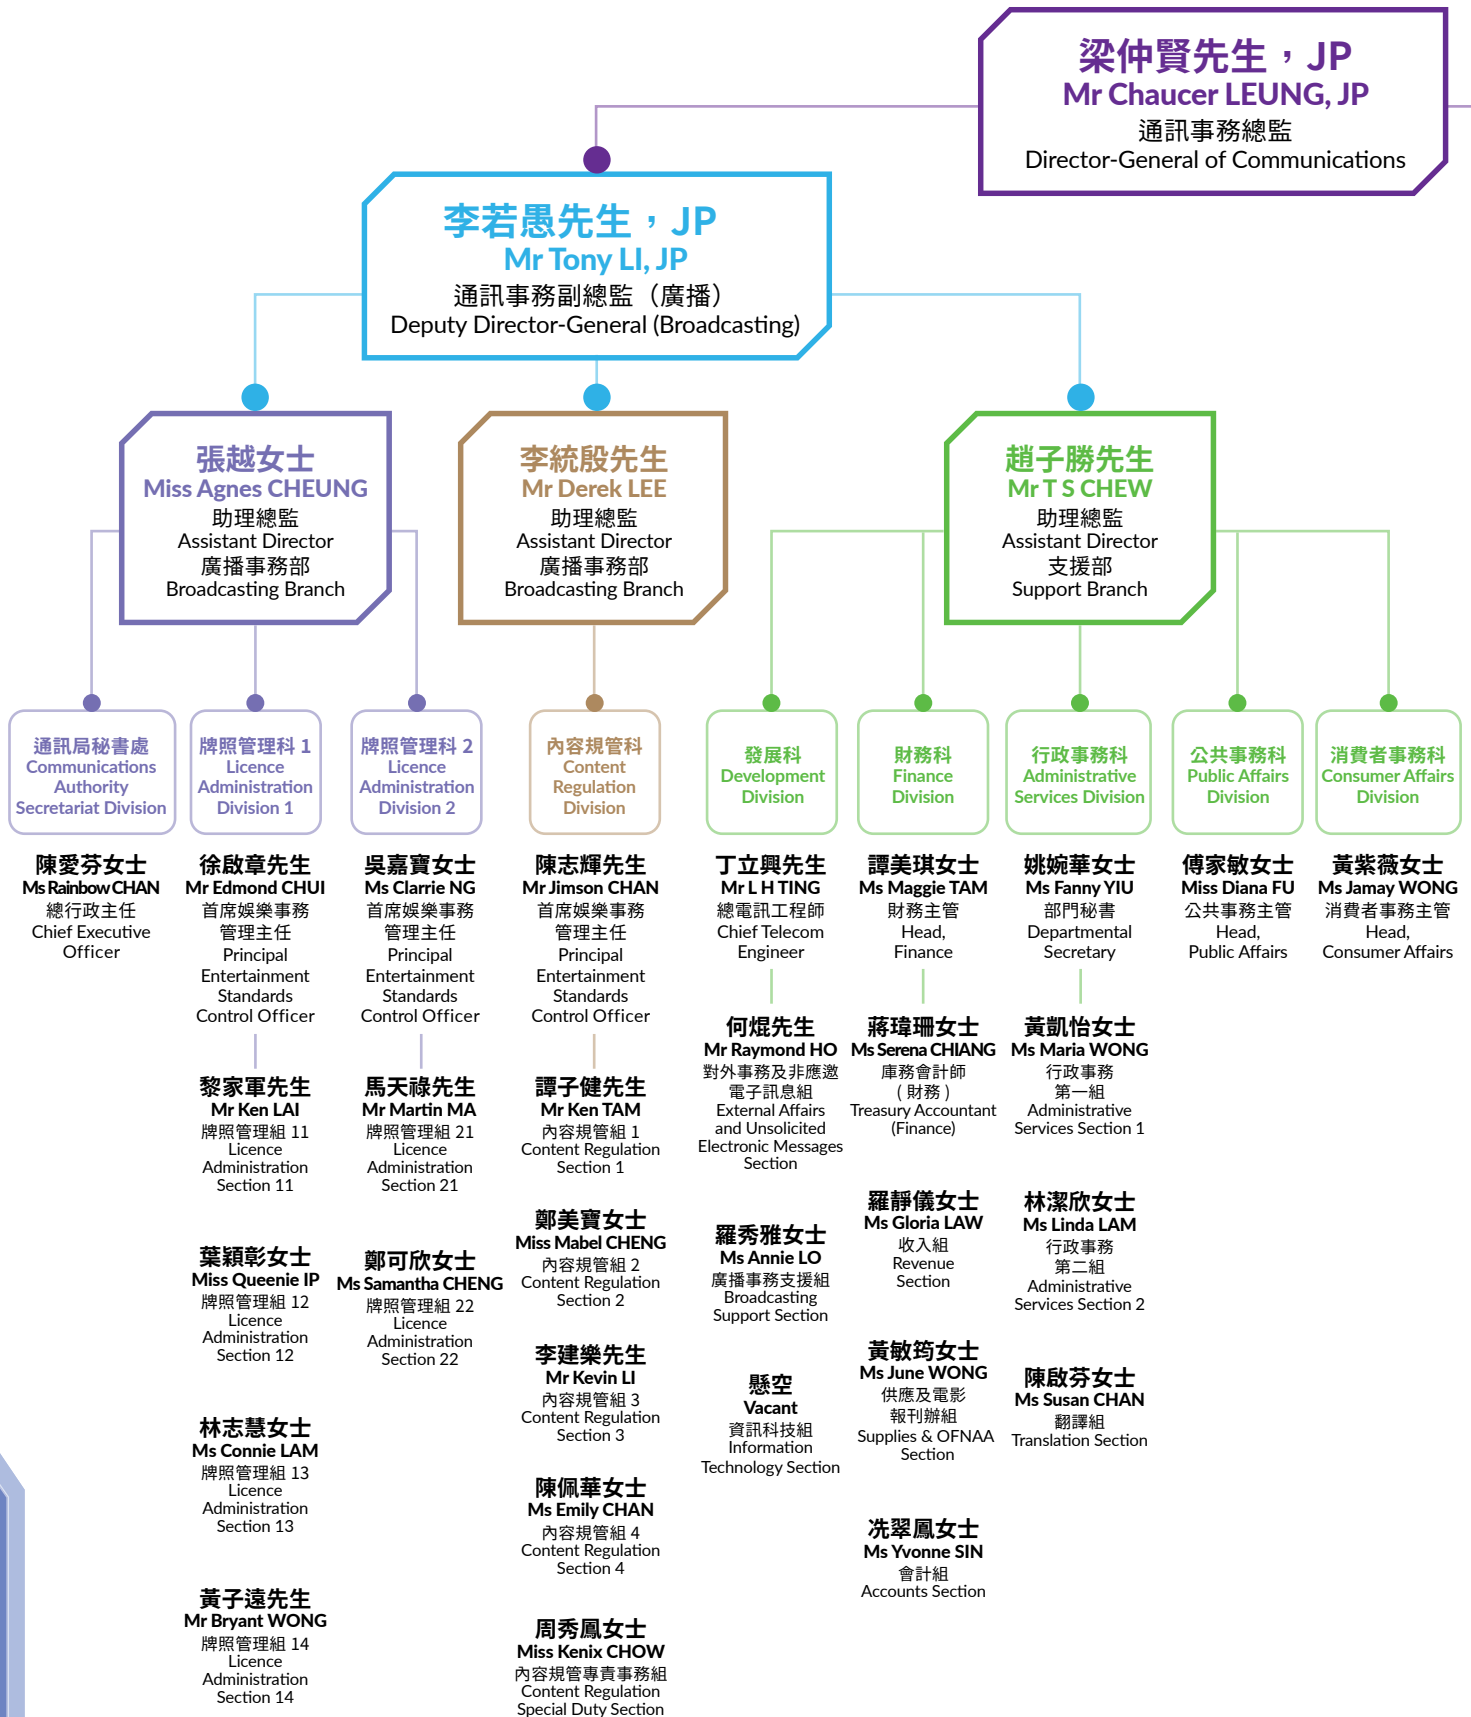 梁仲賢先生，JP
Mr Chaucer LEUNG, JP
通訊事務總監
Director-General of Communications
李若愚先生，JP
Mr Tony LI, JP
通訊事務副總監（廣播）
Deputy Director-General (Broadcasting)
張越女士
Miss Agnes CHEUNG
助理總監
Assistant Director
廣播事務部
Broadcasting Branch
李統殷先生
Mr Derek LEE
助理總監
Assistant Director
廣播事務部
Broadcasting Branch
趙子勝先生
Mr T S CHEW
助理總監
Assistant Director
支援部
Support Branch
通訊局秘書處
Communications
Authority
Secretariat Division
陳愛芬女士
Ms Rainbow CHAN
總行政主任
Chief Executive
Officer
牌照管理科 1
Licence
Administration
Division 1
徐啟章先生
Mr Edmond CHUI
首席娛樂事務
管理主任
Principal
Entertainment
Standards
Control Officer
黎家軍先生
Mr Ken LAI
牌照管理組 11
Licence
Administration
Section 11
葉穎彰女士
Miss Queenie IP
牌照管理組 12
Licence
Administration
Section 12
林志慧女士
Ms Connie LAM
牌照管理組 13
Licence
Administration
Section 13
黃子遠先生
Mr Bryant WONG
牌照管理組 14
Licence
Administration
Section 14
牌照管理科 2
Licence
Administration
Division 2
吳嘉寶女士
Ms Clarrie NG
首席娛樂事務
管理主任
Principal
Entertainment
Standards
Control Officer
馬天祿先生
Mr Martin MA
牌照管理組 21
Licence
Administration
Section 21
鄭可欣女士
Ms Samantha CHENG
牌照管理組 22
Licence
Administration
Section 22
內容規管科
Content
Regulation
Division
陳志輝先生
Mr Jimson CHAN
首席娛樂事務
管理主任
Principal
Entertainment
Standards
Control Officer
譚子健先生
Mr Ken TAM
內容規管組 1
Content Regulation
Section 1
鄭美寶女士
Miss Mabel CHENG
內容規管組 2
Content Regulation
Section 2
李建樂先生
Mr Kevin LI
內容規管組 3
Content Regulation
Section 3
陳佩華女士
Ms Emily CHAN
內容規管組 4
Content Regulation
Section 4
周秀鳳女士
Miss Kenix CHOW
內容規管專責事務組
Content Regulation
Special Duty Section
發展科
Development
Division
丁立興先生
Mr L H TING
總電訊工程師
Chief Telecom
Engineer
何焜先生
Mr Raymond HO
對外事務及非應邀
電子訊息組
External Affairs
and Unsolicited
Electronic Messages
Section
羅秀雅女士
Ms Annie LO
廣播事務支援組
Broadcasting
Support Section
懸空
Vacant
資訊科技組
Information
Technology Section
財務科
Finance
Division
譚美琪女士
Ms Maggie TAM
財務主管
Head,
Finance
蔣瑋珊女士
Ms Serena CHIANG
庫務會計師
( 財務 )
Treasury Accountant
(Finance)
羅靜儀女士
Ms Gloria LAW
收入組
Revenue
Section
黃敏筠女士
Ms June WONG
供應及電影
報刊辦組
Supplies & OFNAA
Section
冼翠鳳女士
Ms Yvonne SIN
會計組
Accounts Section
行政事務科
Administrative
Services Division
姚婉華女士
Ms Fanny YIU
部門秘書
Departmental
Secretary
黃凱怡女士
Ms Maria WONG
行政事務
第一組
Administrative
Services Section 1
林潔欣女士
Ms Linda LAM
行政事務
第二組
Administrative
Services Section 2
陳啟芬女士
Ms Susan CHAN
翻譯組
Translation Section
公共事務科
Public Affairs
Division
傅家敏女士
Miss Diana FU
公共事務主管
Head,
Public Affairs
消費者事務科
Consumer Affairs
Division
黃紫薇女士
Ms Jamay WONG
消費者事務主管
Head,
Consumer Affairs